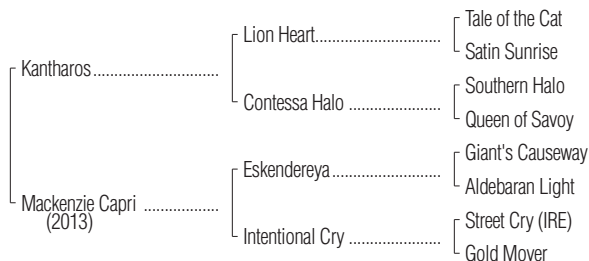 Tale of the Cat
Lion Heart
Satin Sunrise
Kantharos
Southern Halo
Contessa Halo
Queen of Savoy
Giant's Causeway
Eskendereya
Aldebaran Light
Mackenzie Capri
(2013)
Street Cry (IRE)
Intentional Cry
Gold Mover